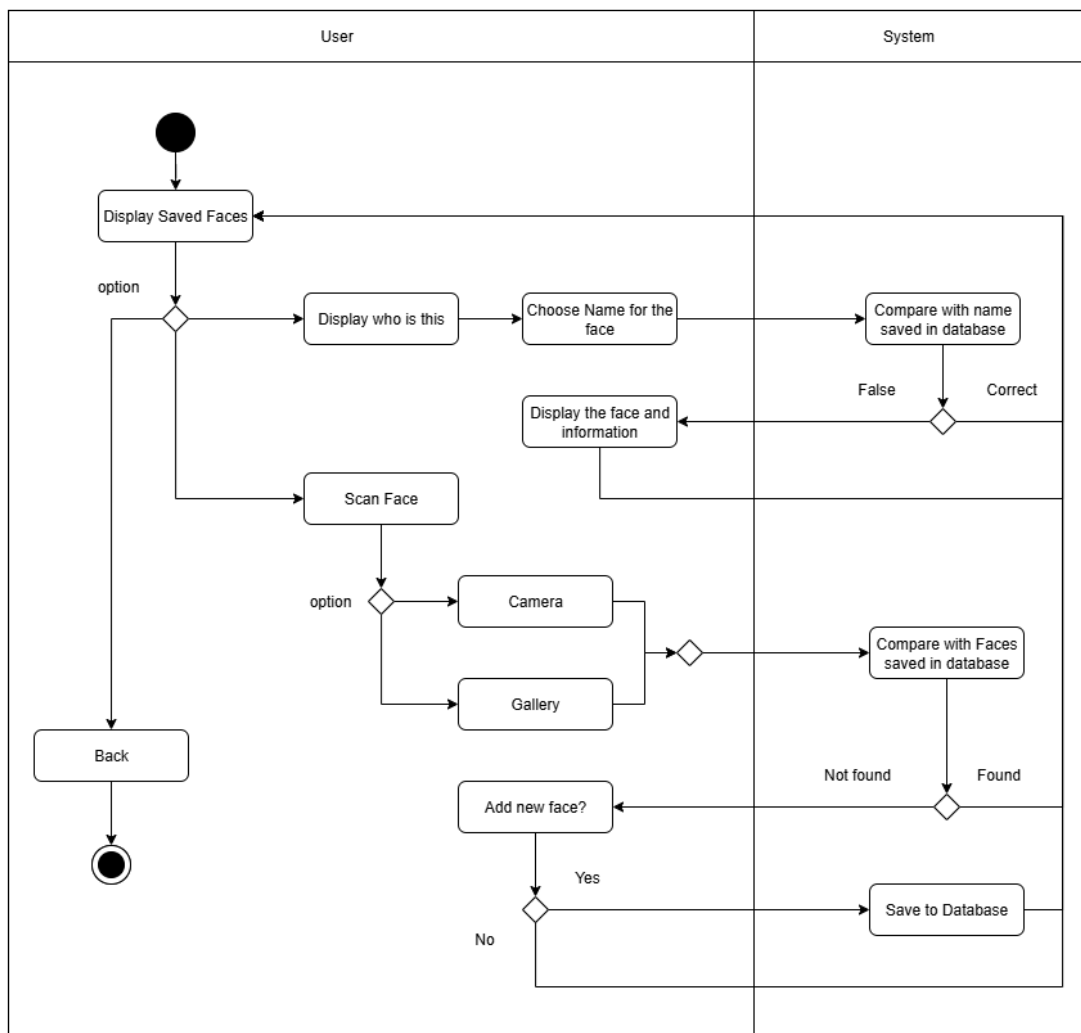 User
System
Display Saved Faces
option
Display who is this
Choose Name for the
face
Compare with name
saved in database
False
Correct
Display the face and
information
Scan Face
option
Camera
Compare with Faces
saved in database
Gallery
Back
Not found
Found
Add new face?
Yes
Save to Database
No